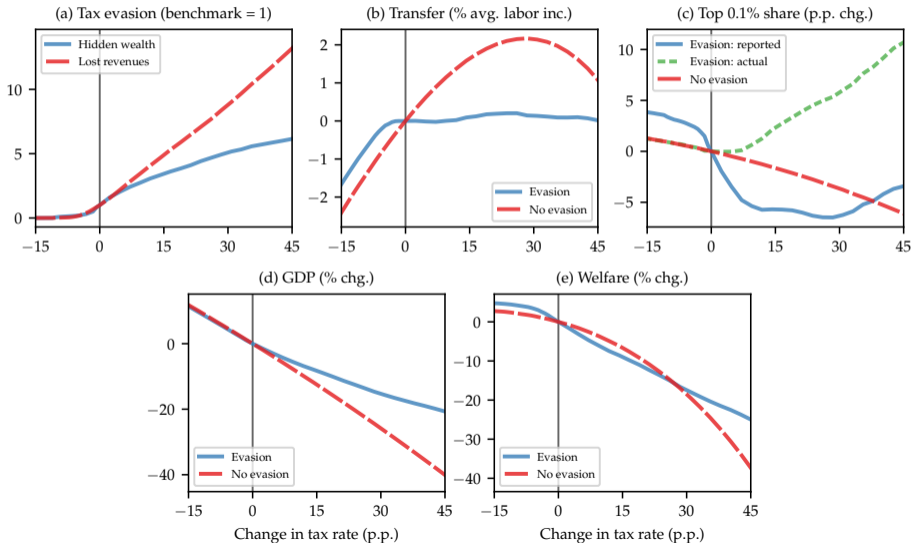 (a) Tax evasion (benchmark = 1)
Hidden wealth
Lost revenues
10
5
0
−15 0 15 30 45
(b) Transfer (% avg. labor inc.)
2
1
0
−1
−2
Evasion
No evasion
−15 0 15 30 45
(c) Top 0.1% share (p.p. chg.)
Evasion: reported
Evasion: actual
No evasion
10
5
0
−5
−15 0 15 30 45
(d) GDP (% chg.)
0
−20
−40
Evasion
No evasion
−15 0 15 30 45
Change in tax rate (p.p.)
(e) Welfare (% chg.)
0
−10
−20
−30
−40
Evasion
No evasion
−15 0 15 30 45
Change in tax rate (p.p.)